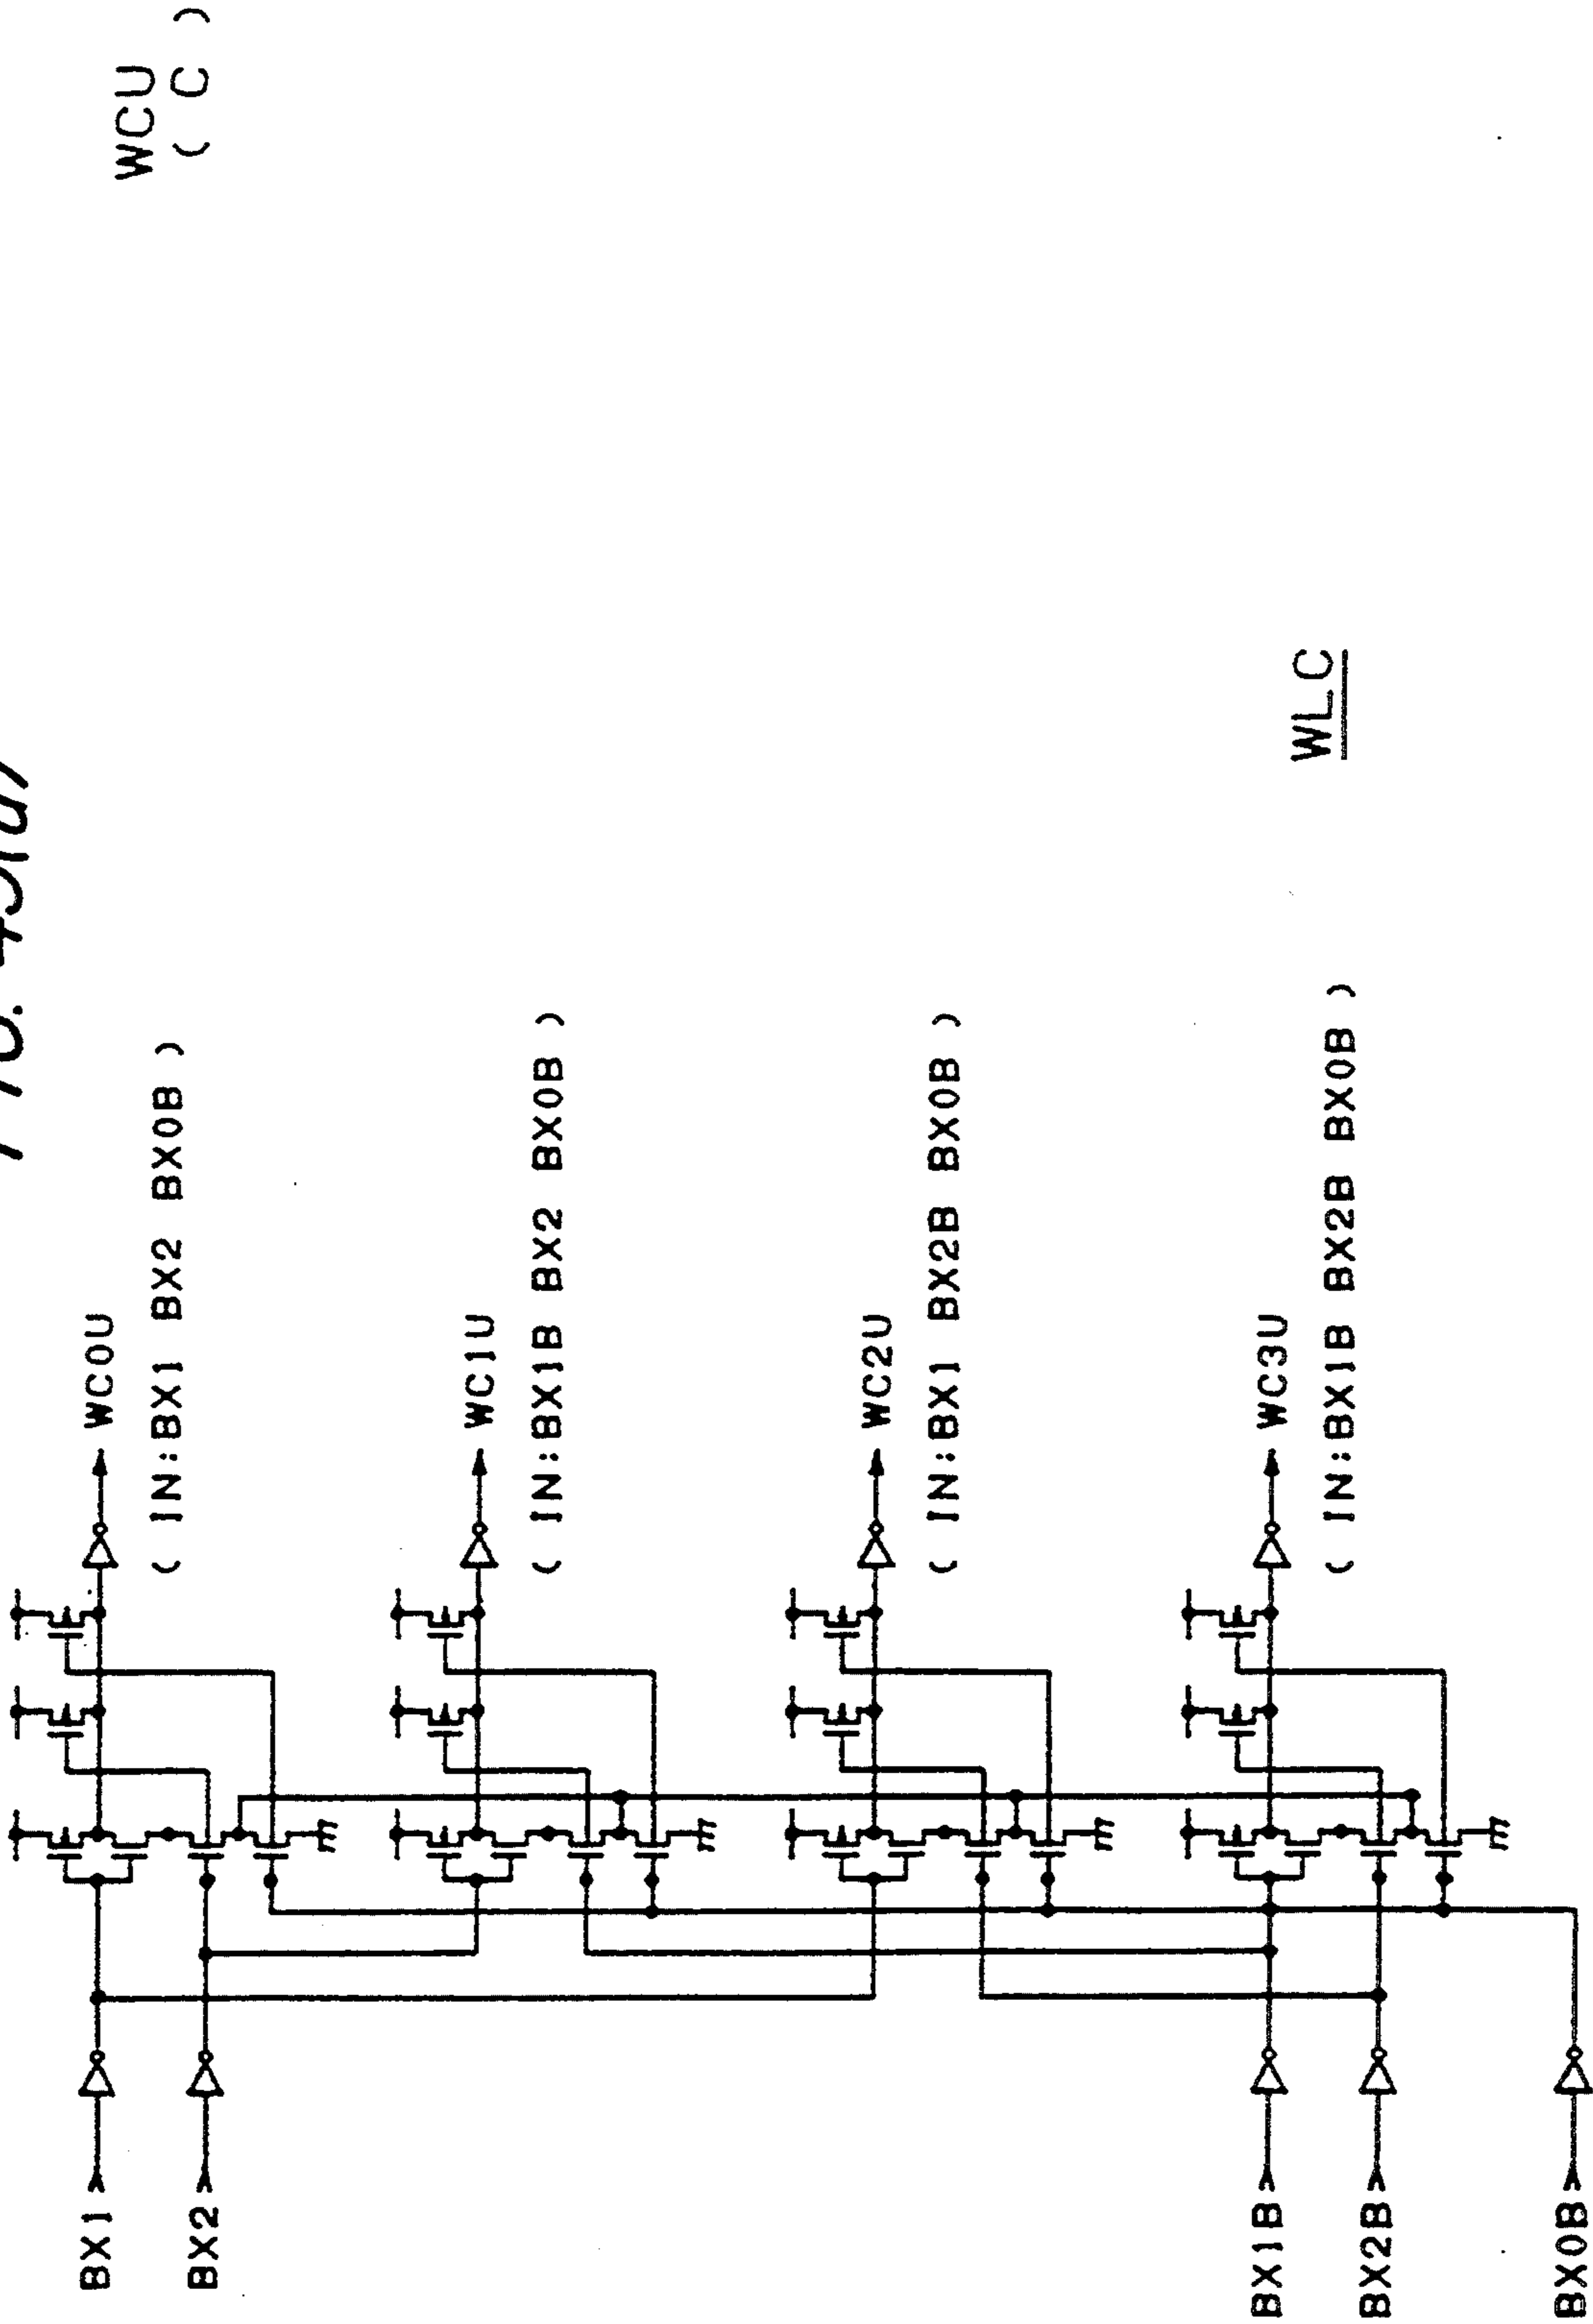 WCU
( C )
BX1
WC0U
( IN:BX1 BX2 BX0B )
BX2
WC1U
( IN:BX1B BX2 BX0B )
WC2U
( IN:BX1 BX2B BX0B )
BX1B
WC3U
WLC
( IN:BX1B BX2B BX0B )
BX2B
BX0B